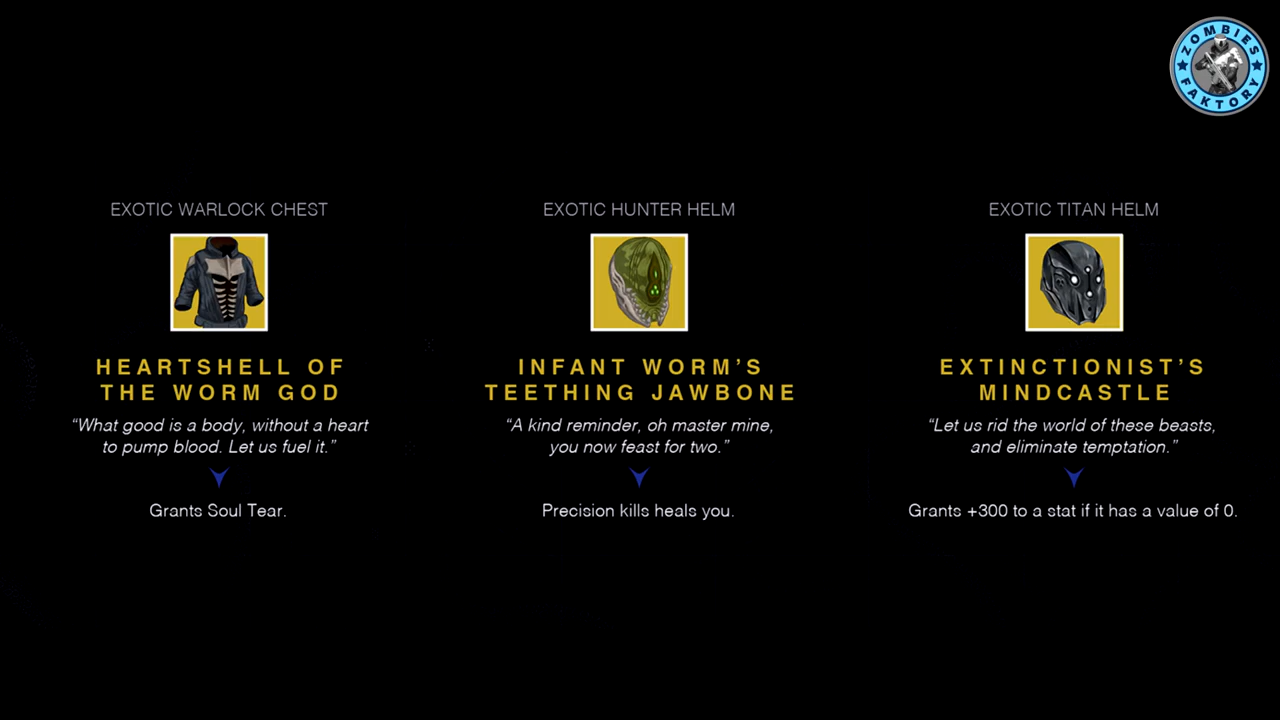 ZOMBIES
FAKTORY
EXOTIC WARLOCK CHEST
HEARTSHELL OF
THE WORM GOD
“What good is a body, without a heart
to pump blood. Let us fuel it.”
Grants Soul Tear.
EXOTIC HUNTER HELM
INFANT WORM’S
TEETHING JAWBONE
“A kind reminder, oh master mine,
you now feast for two.”
Precision kills heals you.
EXOTIC TITAN HELM
EXTINCTIONIST’S
MINDCASTLE
“Let us rid the world of these beasts,
and eliminate temptation.”
Grants +300 to a stat if it has a value of 0.